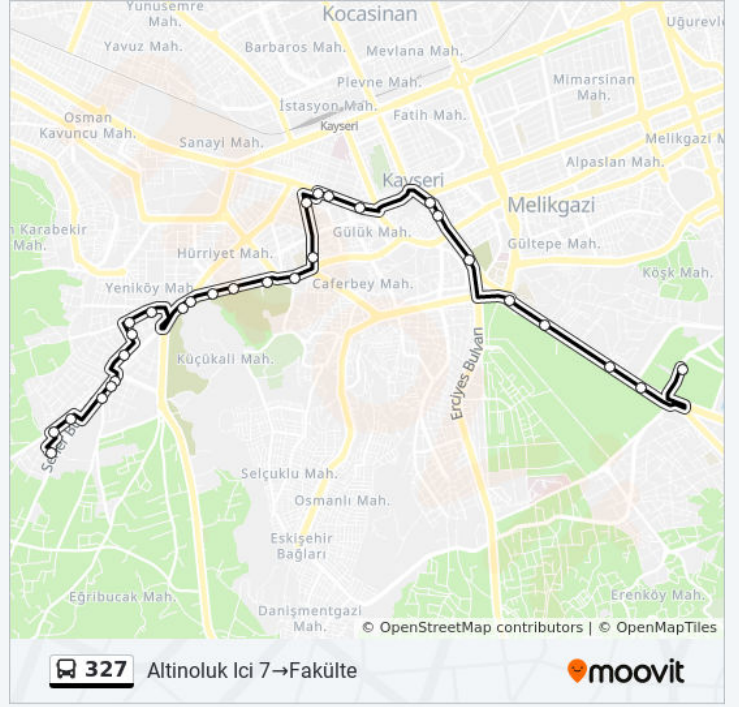 Yunusemre
Mah.
Kocasinan
Uğurevl
Yavuz Mah.
Barbaros Mah.
Mevlana Mah.
Plevne Mah.
Mimarsinan
Mah.
İstasyon Mah.
Osman
Kavuncu Mah.
Fatih Mah.
Kayseri
Sanayi Mah.
Melikgazi M
Alpaslan Mah.
Kayseri
Melikgazi
n Karabekir
Mah.
Gülük Mah.
Gültepe Mah.
Hürriyet Mah.
Köşk Mah.
Yeniköy Mah.
Caferbey Mah.
Küçükali Mah.
Erciyes Bulvarı
Selçuklu Mah.
Osmanlı Mah.
Eskişehir
Bağları
Eğribucak Mah.
Erenköy Mah.
Danişmentgazi
Mah.
© OpenStreetMap contributors | © OpenMapTiles
327 Altinoluk Ici 7→Fakülte
moovit